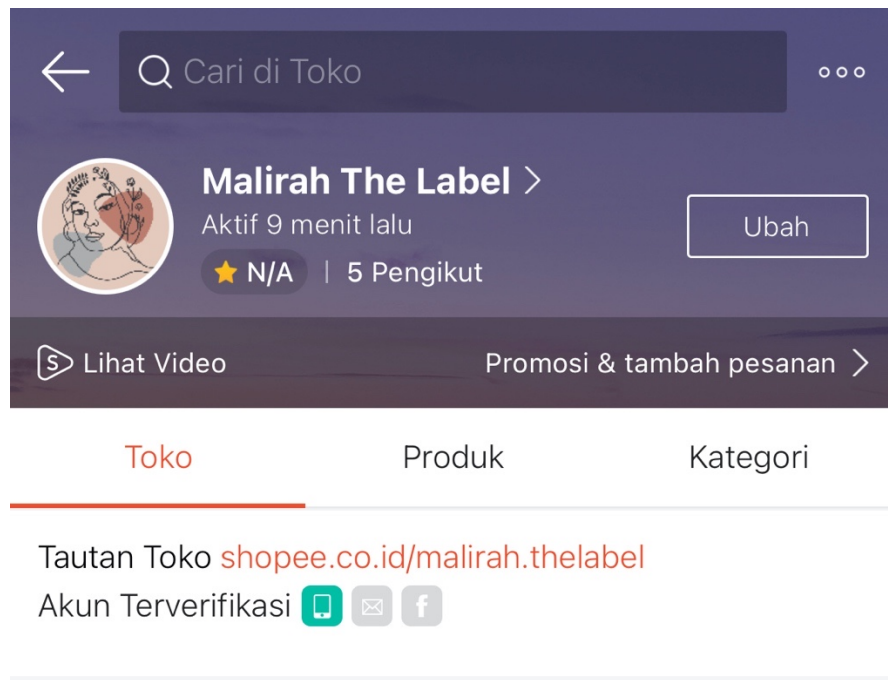 Cari di Toko
Malirah The Label
Aktif 9 menit lalu
Ubah
N/A | 5 Pengikut
Lihat Video
Promosi & tambah pesanan
Toko
Produk
Kategori
Tautan Toko shopee.co.id/malirah.thelabel
Akun Terverifikasi